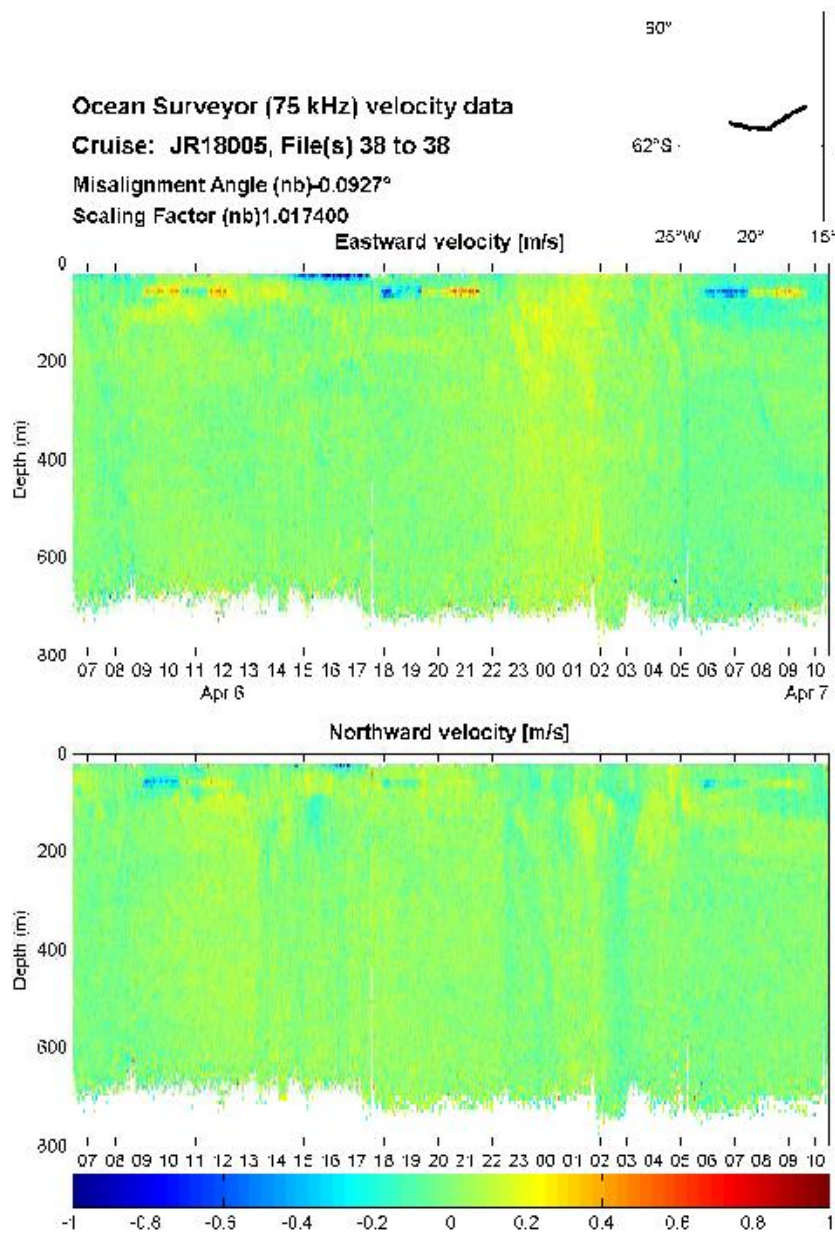 60°
Ocean Surveyor (75 kHz) velocity data
Cruise: JR18005, File(s) 38 to 38
62°S
Misalignment Angle (nb)-0.0927°
Scaling Factor (nb)1.017400
25°W 20° 15°
Eastward velocity [m/s]
0
200
400
600
800
Depth (m)
07 08 09 10 11 12 13 14 15 16 17 18 19 20 21 22 23 00 01 02 03 04 05 06 07 08 09 10
Apr 6 Apr 7
Northward velocity [m/s]
0
200
400
600
800
Depth (m)
07 08 09 10 11 12 13 14 15 16 17 18 19 20 21 22 23 00 01 02 03 04 05 06 07 08 09 10
-1 -0.8 -0.6 -0.4 -0.2 0 0.2 0.4 0.6 0.8 1